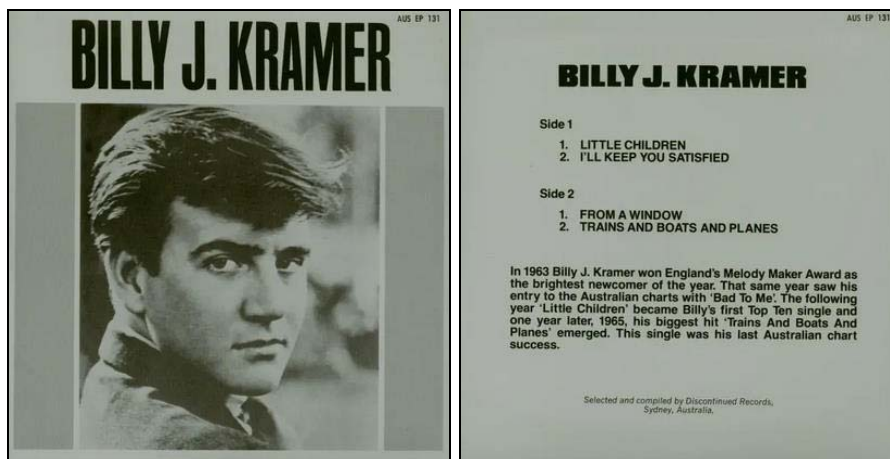 AUS EP 131
BILLY J. KRAMER
AUS EP 131
BILLY J. KRAMER
Side 1
1. LITTLE CHILDREN
2. I'LL KEEP YOU SATISFIED
Side 2
1. FROM A WINDOW
2. TRAINS AND BOATS AND PLANES
In 1963 Billy J. Kramer won England's Melody Maker Award as
the brightest newcomer of the year. That same year saw his
entry to the Australian charts with 'Bad To Me'. The following
year 'Little Children' became Billy's first Top Ten single and
one year later, 1965, his biggest hit 'Trains And Boats And
Planes' emerged. This single was his last Australian chart
success.
Selected and compiled by Discontinued Records,
Sydney, Australia.